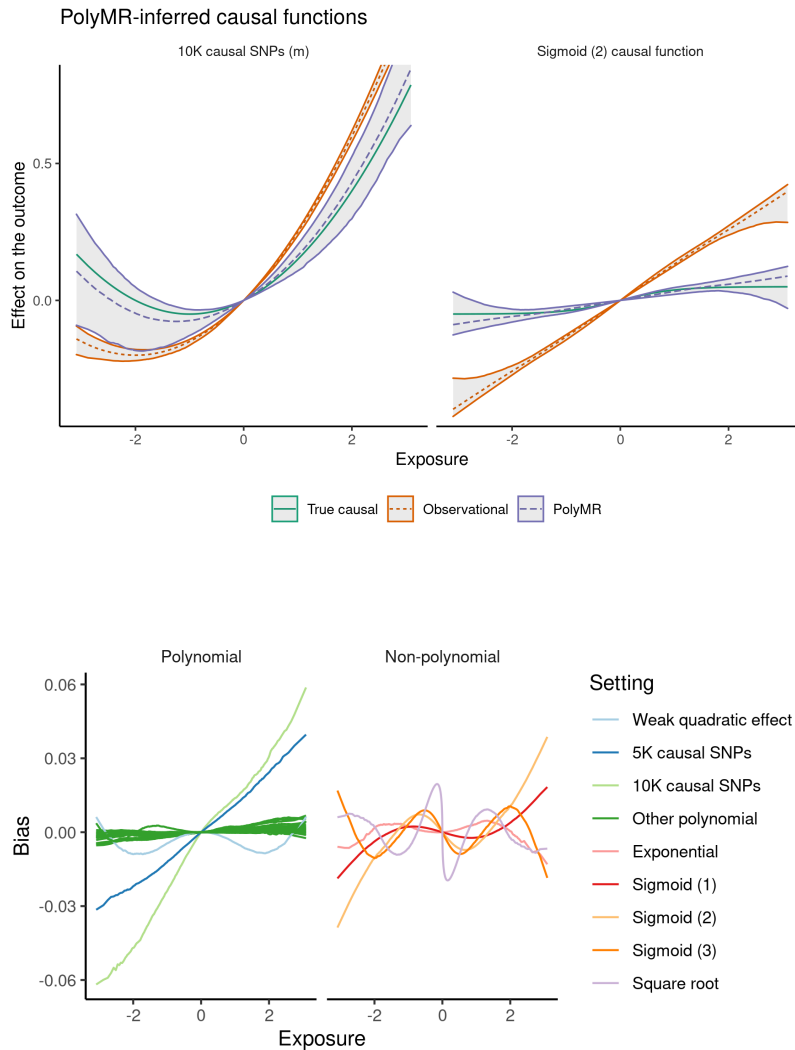 PolyMR-inferred causal functions
10K causal SNPs (m)
Sigmoid (2) causal function
Effect on the outcome
0.5
0.0
-2
0
2
-2
0
2
Exposure
True causal
Observational
PolyMR
Polynomial
Non-polynomial
Bias
0.06
0.03
0.00
-0.03
-0.06
-2
0
2
-2
0
2
Exposure
Setting
Weak quadratic effect
5K causal SNPs
10K causal SNPs
Other polynomial
Exponential
Sigmoid (1)
Sigmoid (2)
Sigmoid (3)
Square root